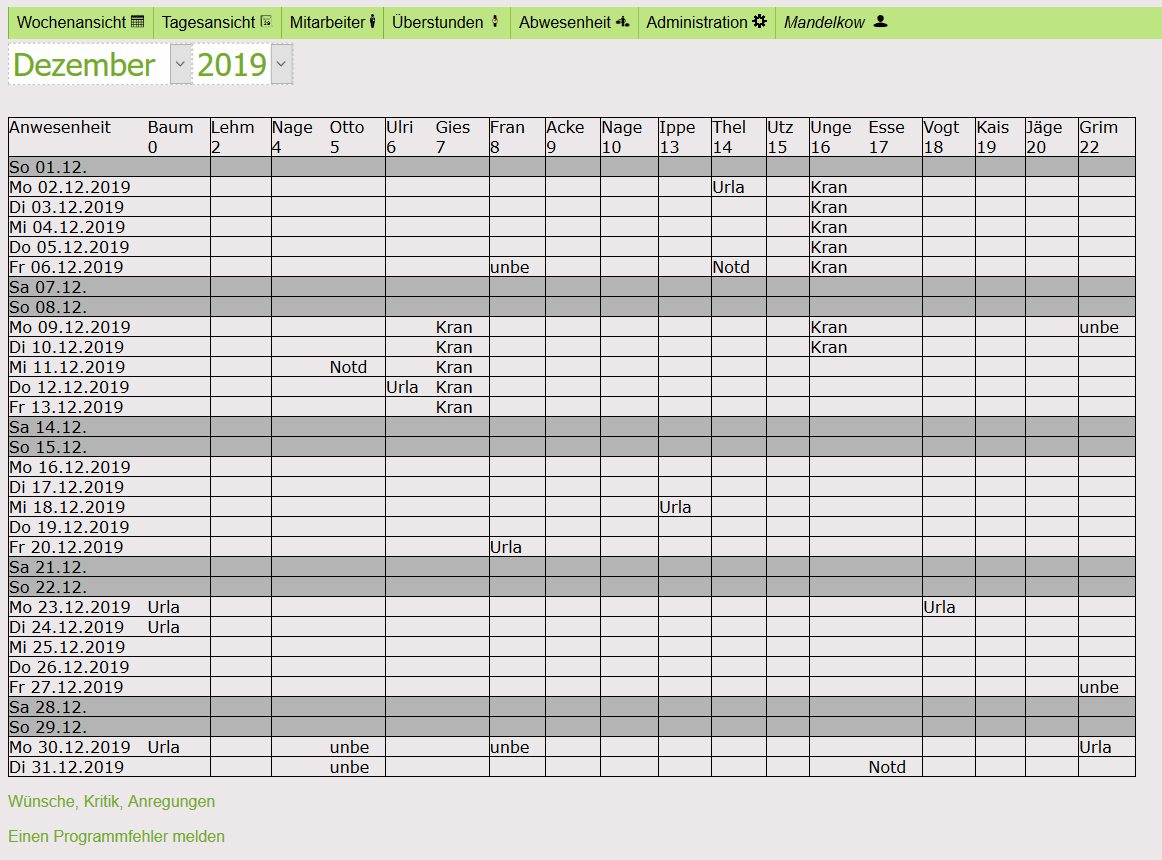 Wochenansicht Tagesansicht Mitarbeiter Überstunden Abwesenheit Administration Mandelkow
Dezember 2019
Anwesenheit Baum Lehm Nage Otto Ulri Gies Fran Acke Nage Ippe Thel Utz Unge Esse Vogt Kais Jäge Grim
0 2 4 5 6 7 8 9 10 13 14 15 16 17 18 19 20 22
So 01.12.
Mo 02.12.2019 Urla Kran
Di 03.12.2019 Kran
Mi 04.12.2019 Kran
Do 05.12.2019 Kran
Fr 06.12.2019 unbe Notd Kran
Sa 07.12.
So 08.12.
Mo 09.12.2019 Kran Kran unbe
Di 10.12.2019 Kran Kran
Mi 11.12.2019 Notd Kran
Do 12.12.2019 Urla Kran
Fr 13.12.2019 Kran
Sa 14.12.
So 15.12.
Mo 16.12.2019
Di 17.12.2019
Mi 18.12.2019 Urla
Do 19.12.2019
Fr 20.12.2019 Urla
Sa 21.12.
So 22.12.
Mo 23.12.2019 Urla Urla
Di 24.12.2019 Urla
Mi 25.12.2019
Do 26.12.2019
Fr 27.12.2019 unbe
Sa 28.12.
So 29.12.
Mo 30.12.2019 Urla unbe unbe Urla
Di 31.12.2019 unbe Notd
Wünsche, Kritik, Anregungen
Einen Programmfehler melden